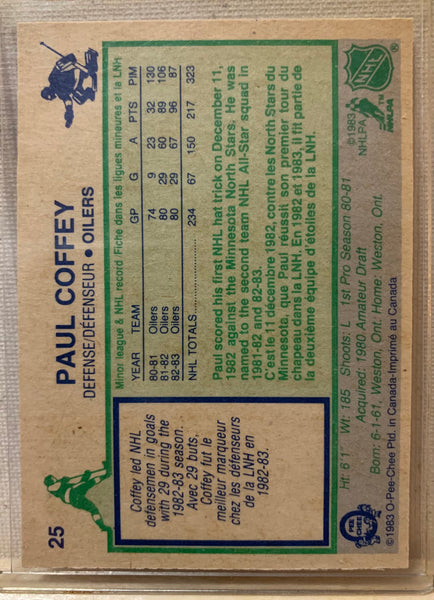 25
PAUL COFFEY
DEFENSE/DÉFENSEUR • OILERS
Coffey led NHL
defensemen in goals
with 29 during the
1982-83 season.
Avec 29 buts,
Coffey fut le
meilleur marqueur
chez les défenseurs
de la LNH en
1982-83.
Minor league & NHL record Fiche dans les ligues mineures et la LNH
YEAR TEAM GP G A PTS PIM
80-81 Oilers 74 9 23 32 130
81-82 Oilers 80 29 60 89 106
82-83 Oilers 80 29 67 96 87
NHL TOTALS 234 67 150 217 323
Paul scored his first NHL hat trick on December 11,
1982 against the Minnesota North Stars. He was
named to the second team NHL All-Star squad in
1981-82 and 82-83.
C'est le 11 décembre 1982, contre les North Stars du
Minnesota, que Paul réussit son premier tour du
chapeau dans la LNH. En 1982 et 1983, il fit partie de
la deuxième équipe d'étoiles de la LNH.
Ht: 6'1" Wt: 185 Shoots: L 1st Pro Season 80-81
Acquired: 1980 Amateur Draft
Born: 6-1-61, Weston, Ont. Home: Weston, Ont.
©1983 O-Pee-Chee Ptd. in Canada-Imprimé au Canada
O
PEE
CHEE
NHL
®
©1983
NHLPA
TM
NHLPA